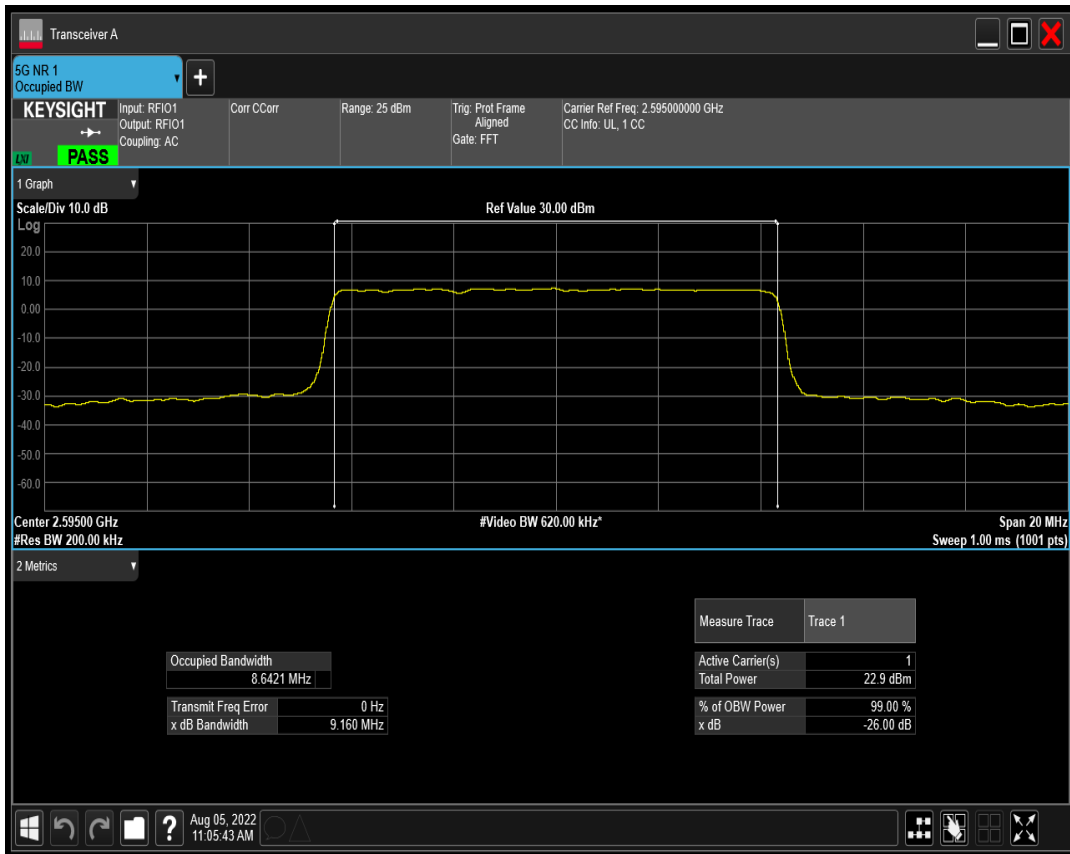 Transceiver A
5G NR 1
Occupied BW
+
KEYSIGHT
LXI
PASS
Input: RFIO1
Output: RFIO1
Coupling: AC
Corr CCorr
Range: 25 dBm
Trig: Prot Frame
Aligned
Gate: FFT
Carrier Ref Freq: 2.595000000 GHz
CC Info: UL, 1 CC
1 Graph
Scale/Div 10.0 dB
Ref Value 30.00 dBm
Log
20.0
10.0
0.00
-10.0
-20.0
-30.0
-40.0
-50.0
-60.0
Center 2.59500 GHz
#Video BW 620.00 kHz*
Span 20 MHz
#Res BW 200.00 kHz
Sweep 1.00 ms (1001 pts)
2 Metrics
Measure Trace Trace 1
Occupied Bandwidth
8.6421 MHz
Transmit Freq Error 0 Hz
x dB Bandwidth 9.160 MHz
Active Carrier(s) 1
Total Power 22.9 dBm
% of OBW Power 99.00 %
x dB -26.00 dB
?
Aug 05, 2022
11:05:43 AM